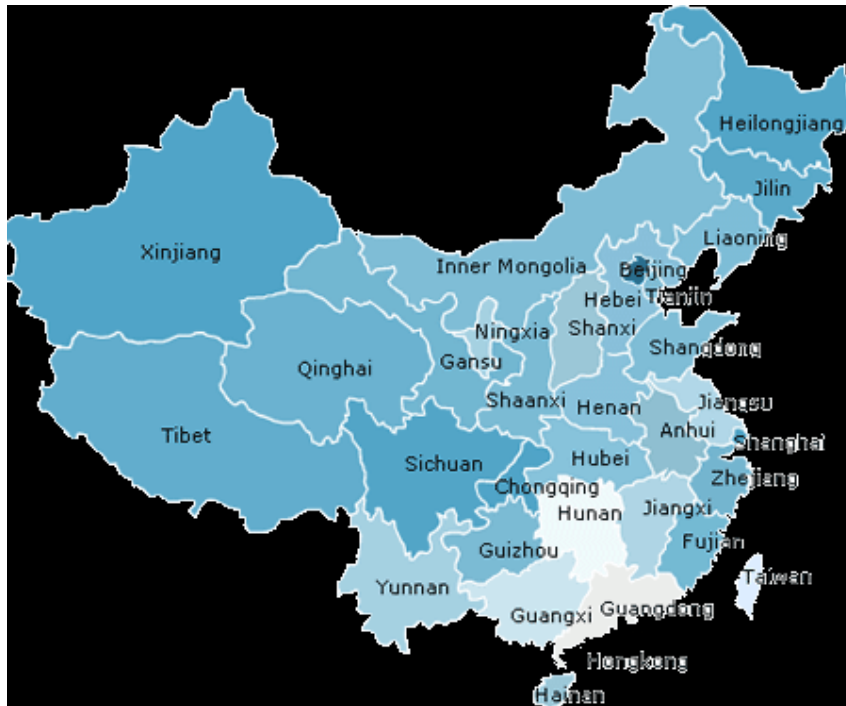 Heilongjiang
Jilin
Liaoning
Xinjiang
Inner Mongolia
Beijing
Hebei
Tianjin
Ningxia
Shanxi
Shangdong
Qinghai
Gansu
Shaanxi
Henan
Jiangsu
Tibet
Anhui
Shanghai
Sichuan
Hubei
Chongqing
Zhejiang
Hunan
Jiangxi
Guizhou
Fujian
Yunnan
Taiwan
Guangxi
Guangdong
Hongkong
Hainan